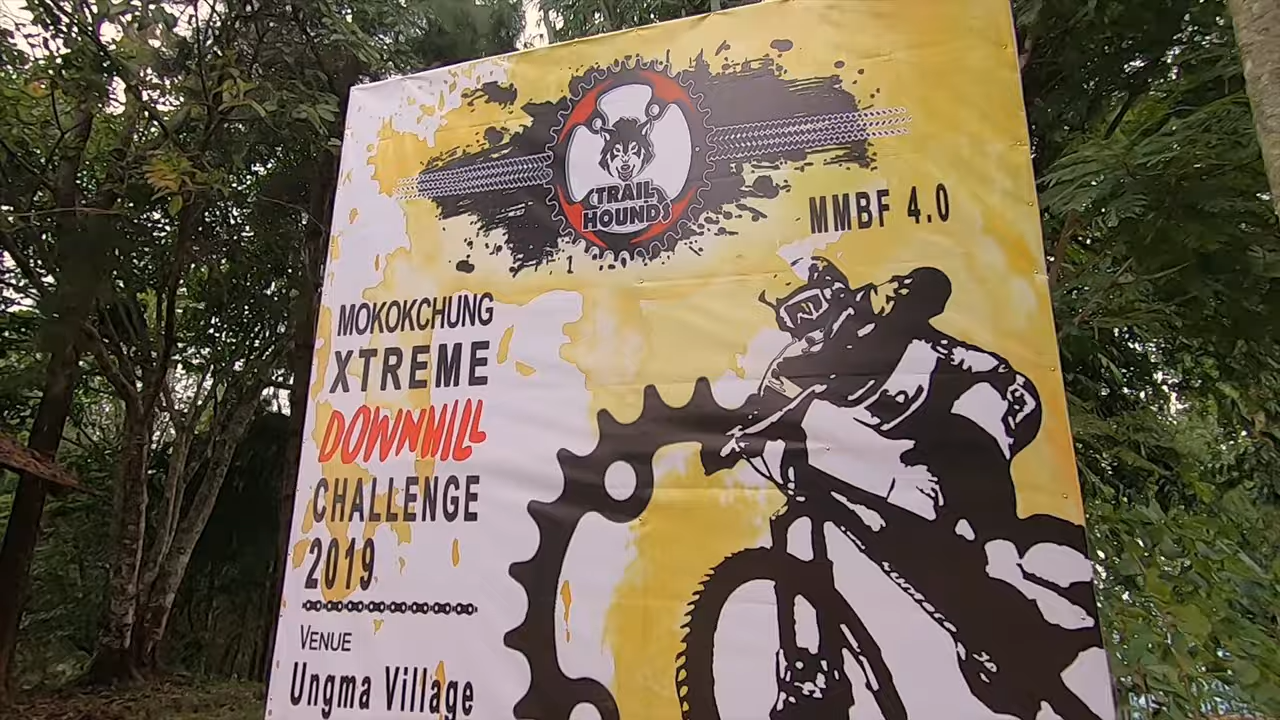 TRAIL
HOUNDS
MMBF 4.0
MOKOKCHUNG
XTREME
DOWNHILL
CHALLENGE
2019
VENUE
Ungma Village